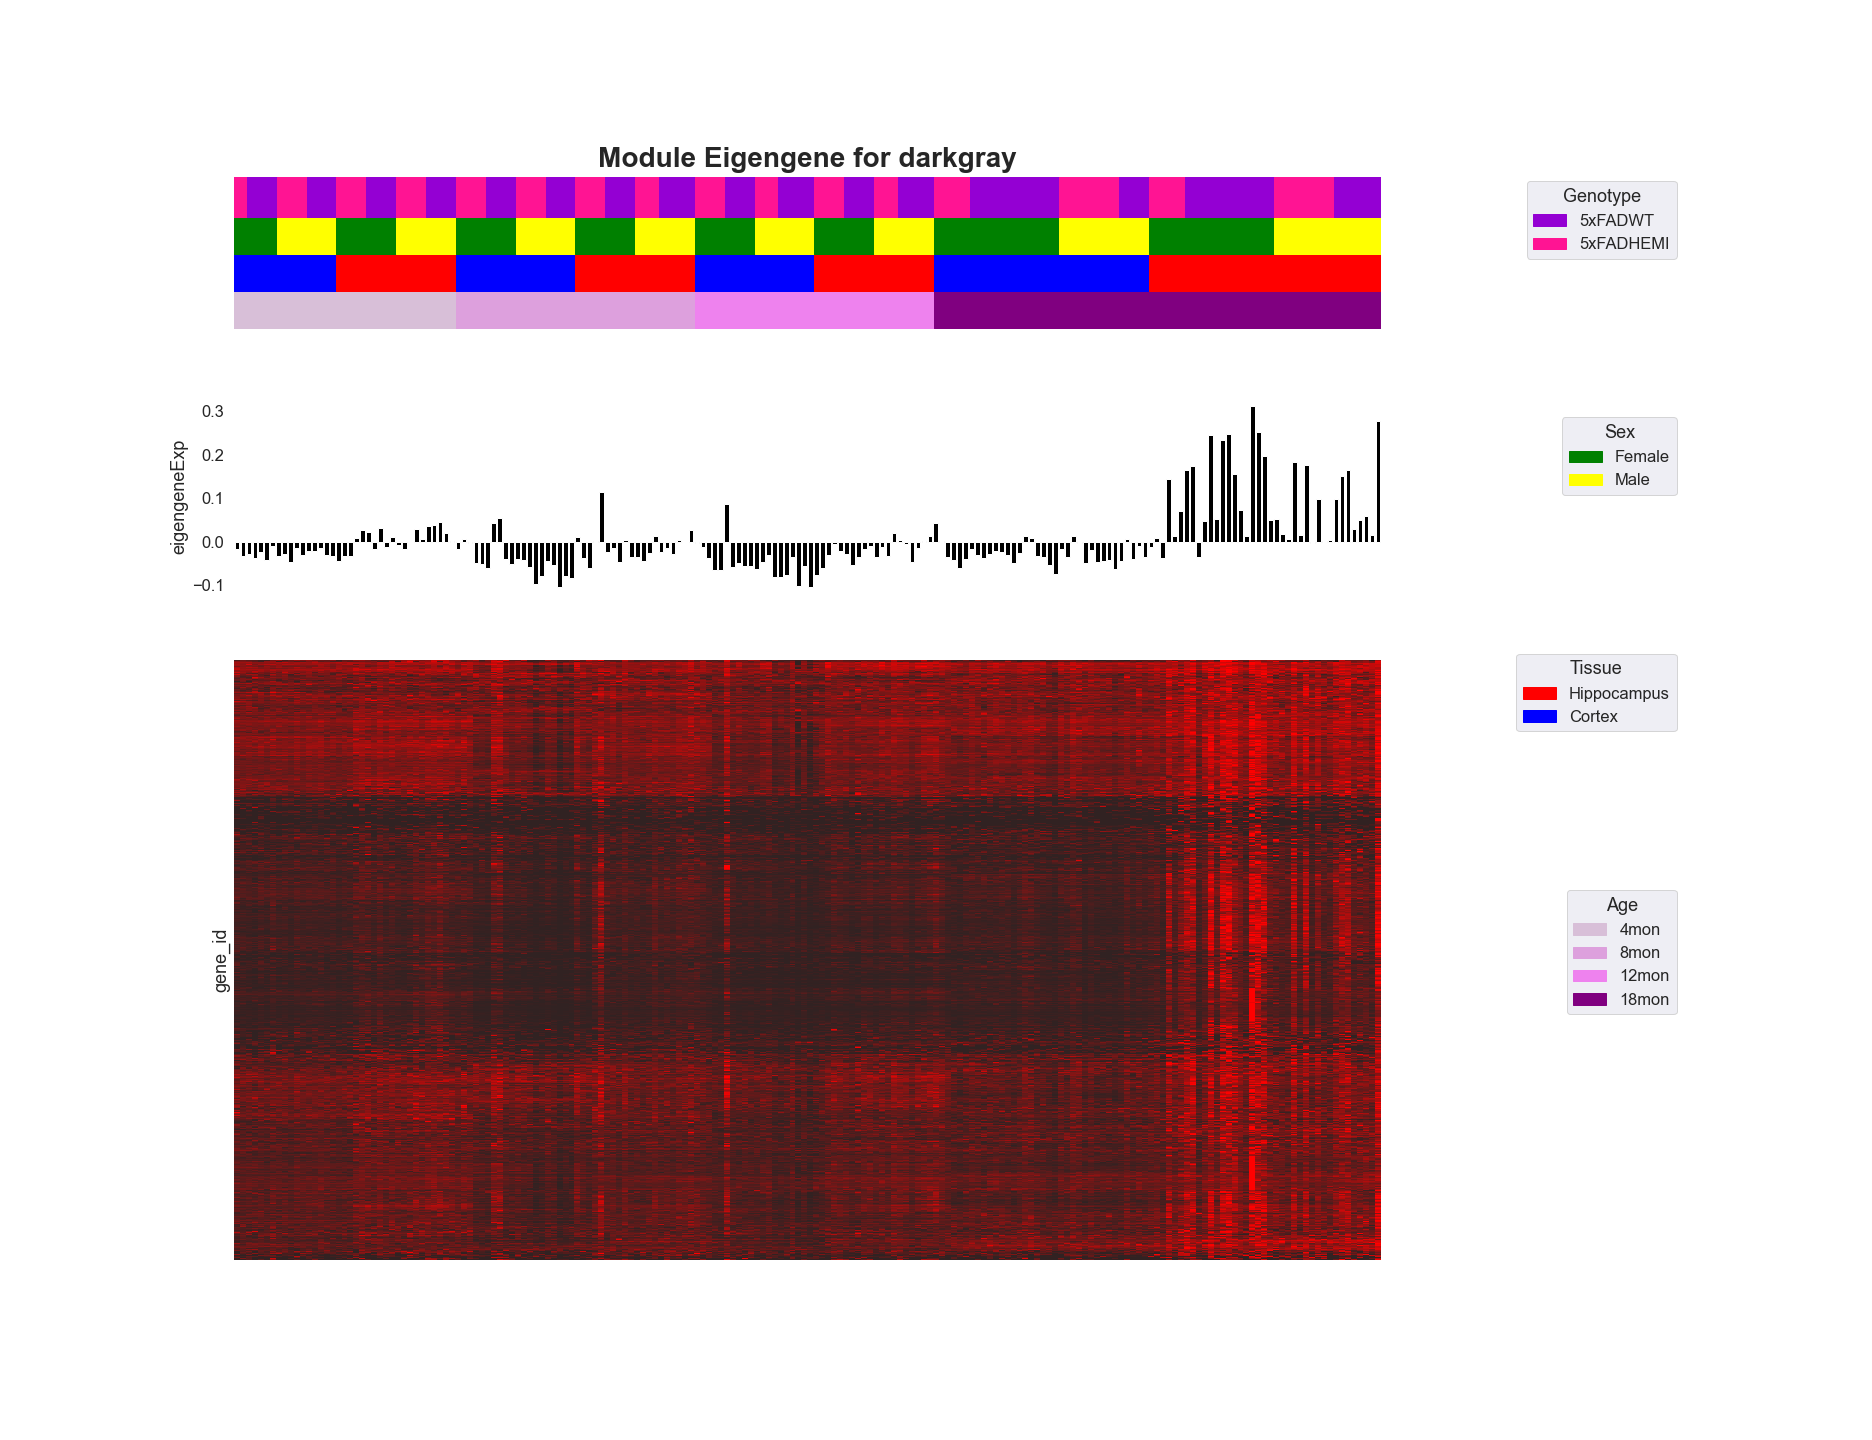 Module Eigengene for darkgray
Genotype
5xFADWT
5xFADHEMI
eigengeneExp
0.3
0.2
0.1
0.0
−0.1
Sex
Female
Male
gene_id
Tissue
Hippocampus
Cortex
Age
4mon
8mon
12mon
18mon